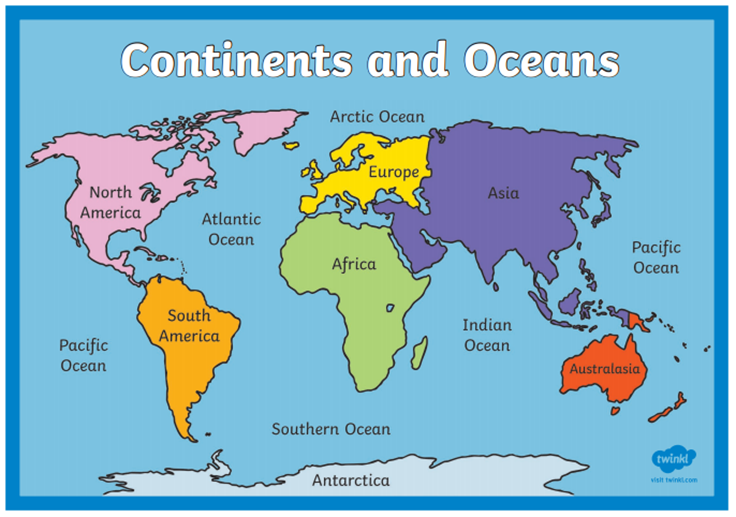 Continents and Oceans
Arctic Ocean
Europe
North
America
Asia
Atlantic
Ocean
Pacific
Ocean
Africa
South
America
Indian
Ocean
Pacific
Ocean
Australasia
Southern Ocean
twinkl
visit twinkl.com
Antarctica